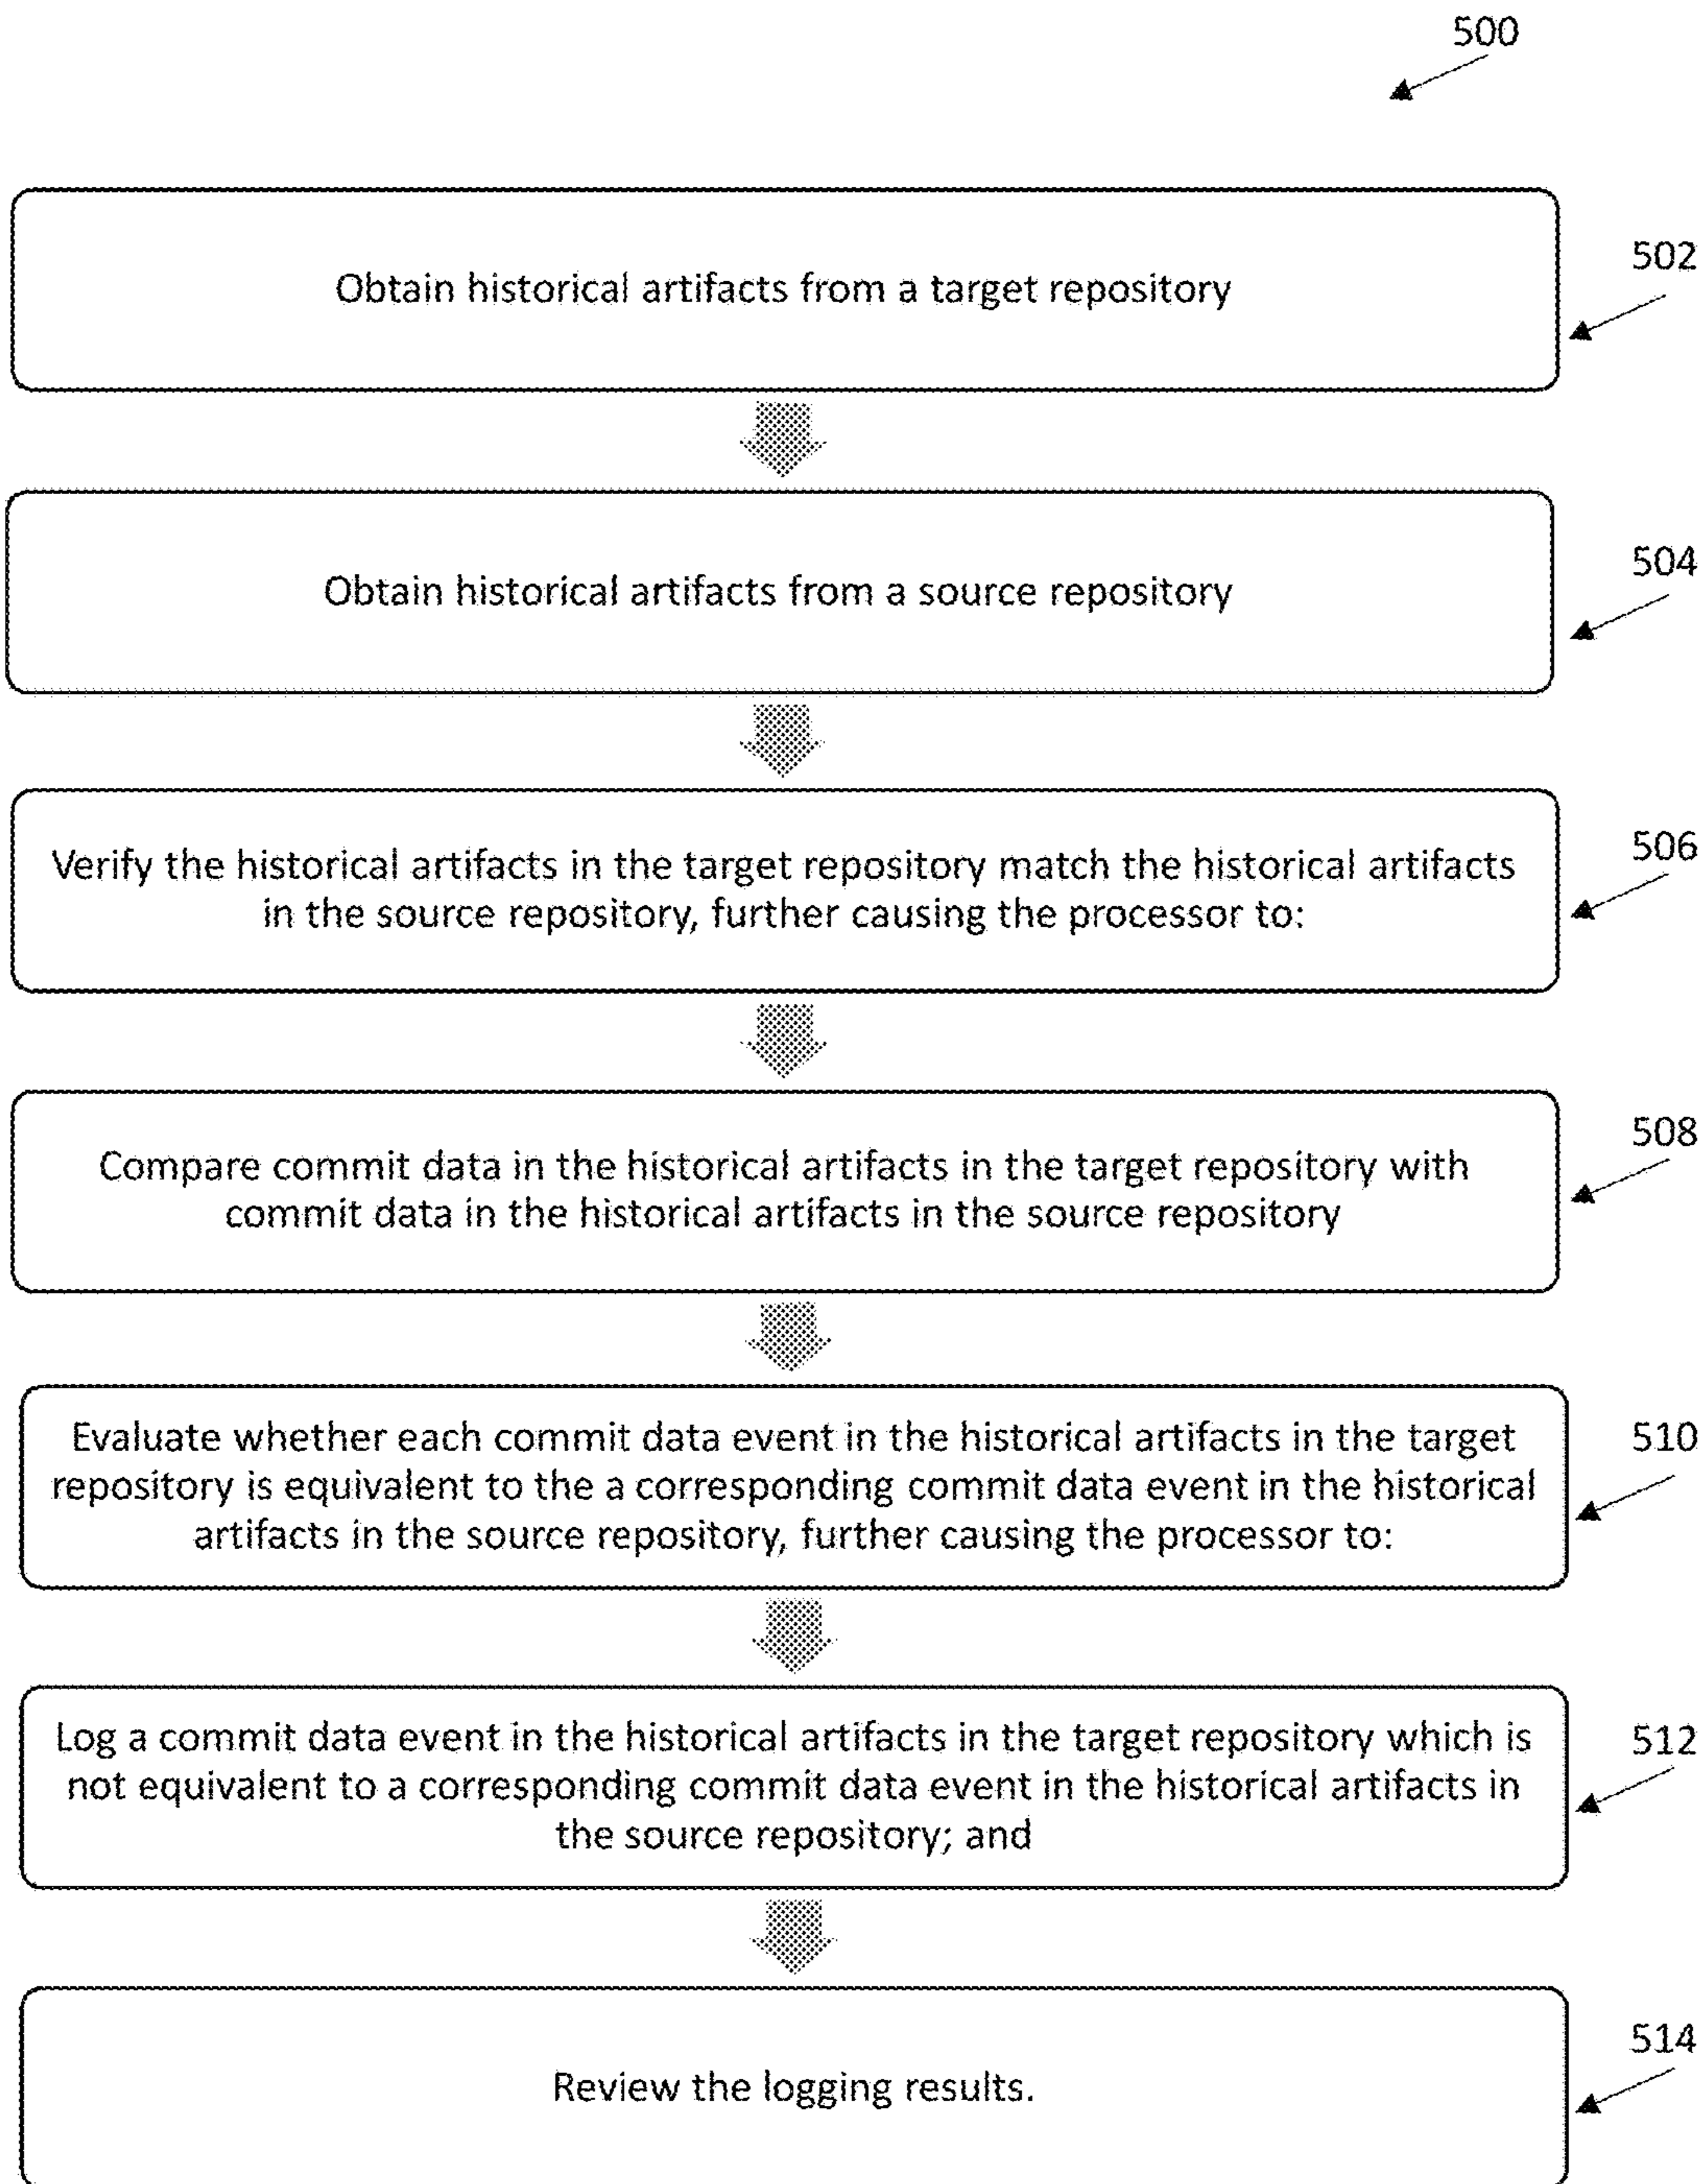 500
Obtain historical artifacts from a target repository
502
Obtain historical artifacts from a source repository
504
Verify the historical artifacts in the target repository match the historical artifacts
in the source repository, further causing the processor to:
506
Compare commit data in the historical artifacts in the target repository with
commit data in the historical artifacts in the source repository
508
Evaluate whether each commit data event in the historical artifacts in the target
repository is equivalent to the a corresponding commit data event in the historical
artifacts in the source repository, further causing the processor to:
510
Log a commit data event in the historical artifacts in the target repository which is
not equivalent to a corresponding commit data event in the historical artifacts in
the source repository; and
512
Review the logging results.
514